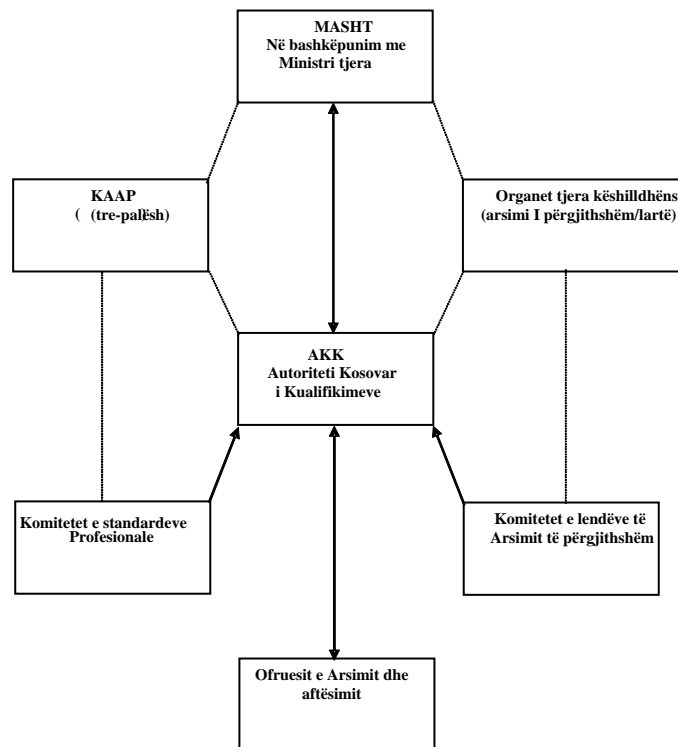 MASHT
Në bashkëpunim me
Ministri tjera
KAAP
( (tre-palësh)
Organet tjera këshilldhëns
(arsimi I përgjithshëm/lartë)
AKK
Autoriteti Kosovar
i Kualifikimeve
Komitetet e standardeve
Profesionale
Komitetet e lendëve të
Arsimit të përgjithshëm
Ofruesit e Arsimit dhe
aftësimit